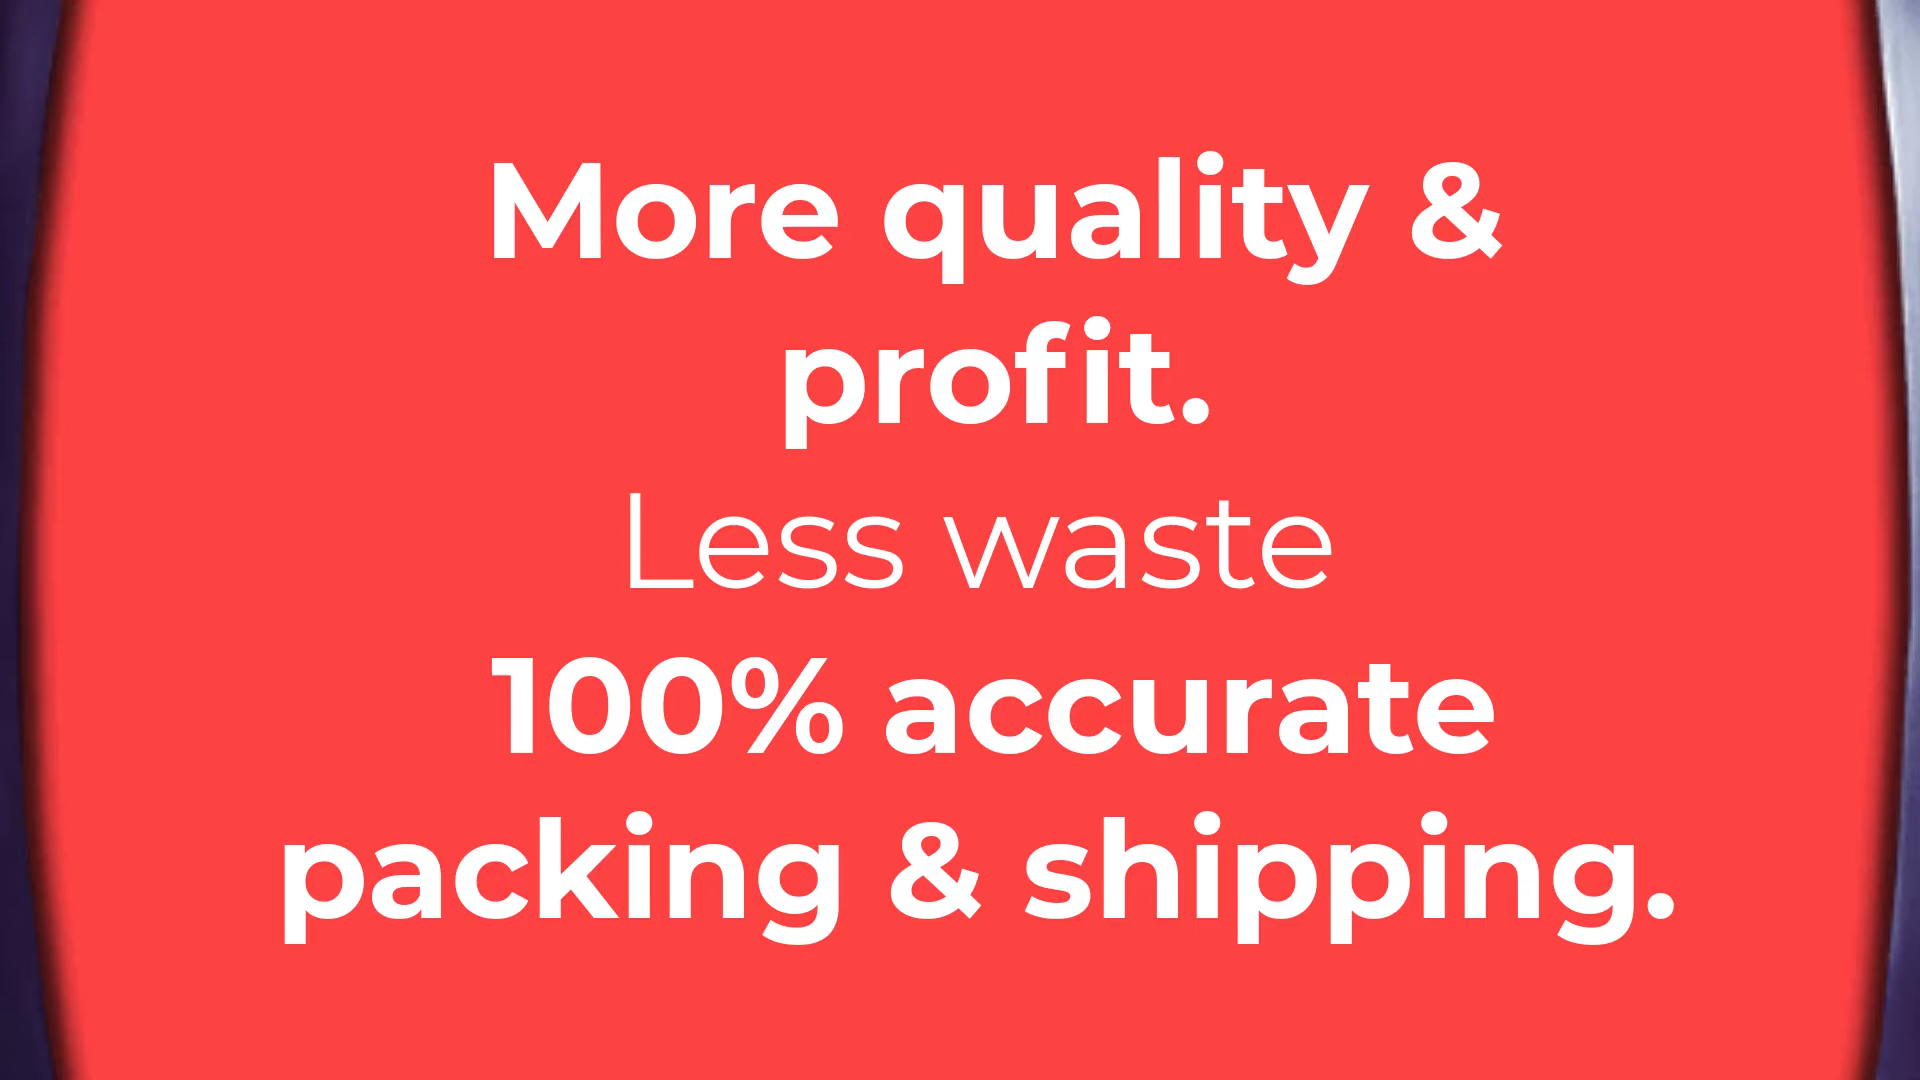 More quality &
profit.
Less waste
100% accurate
packing & shipping.